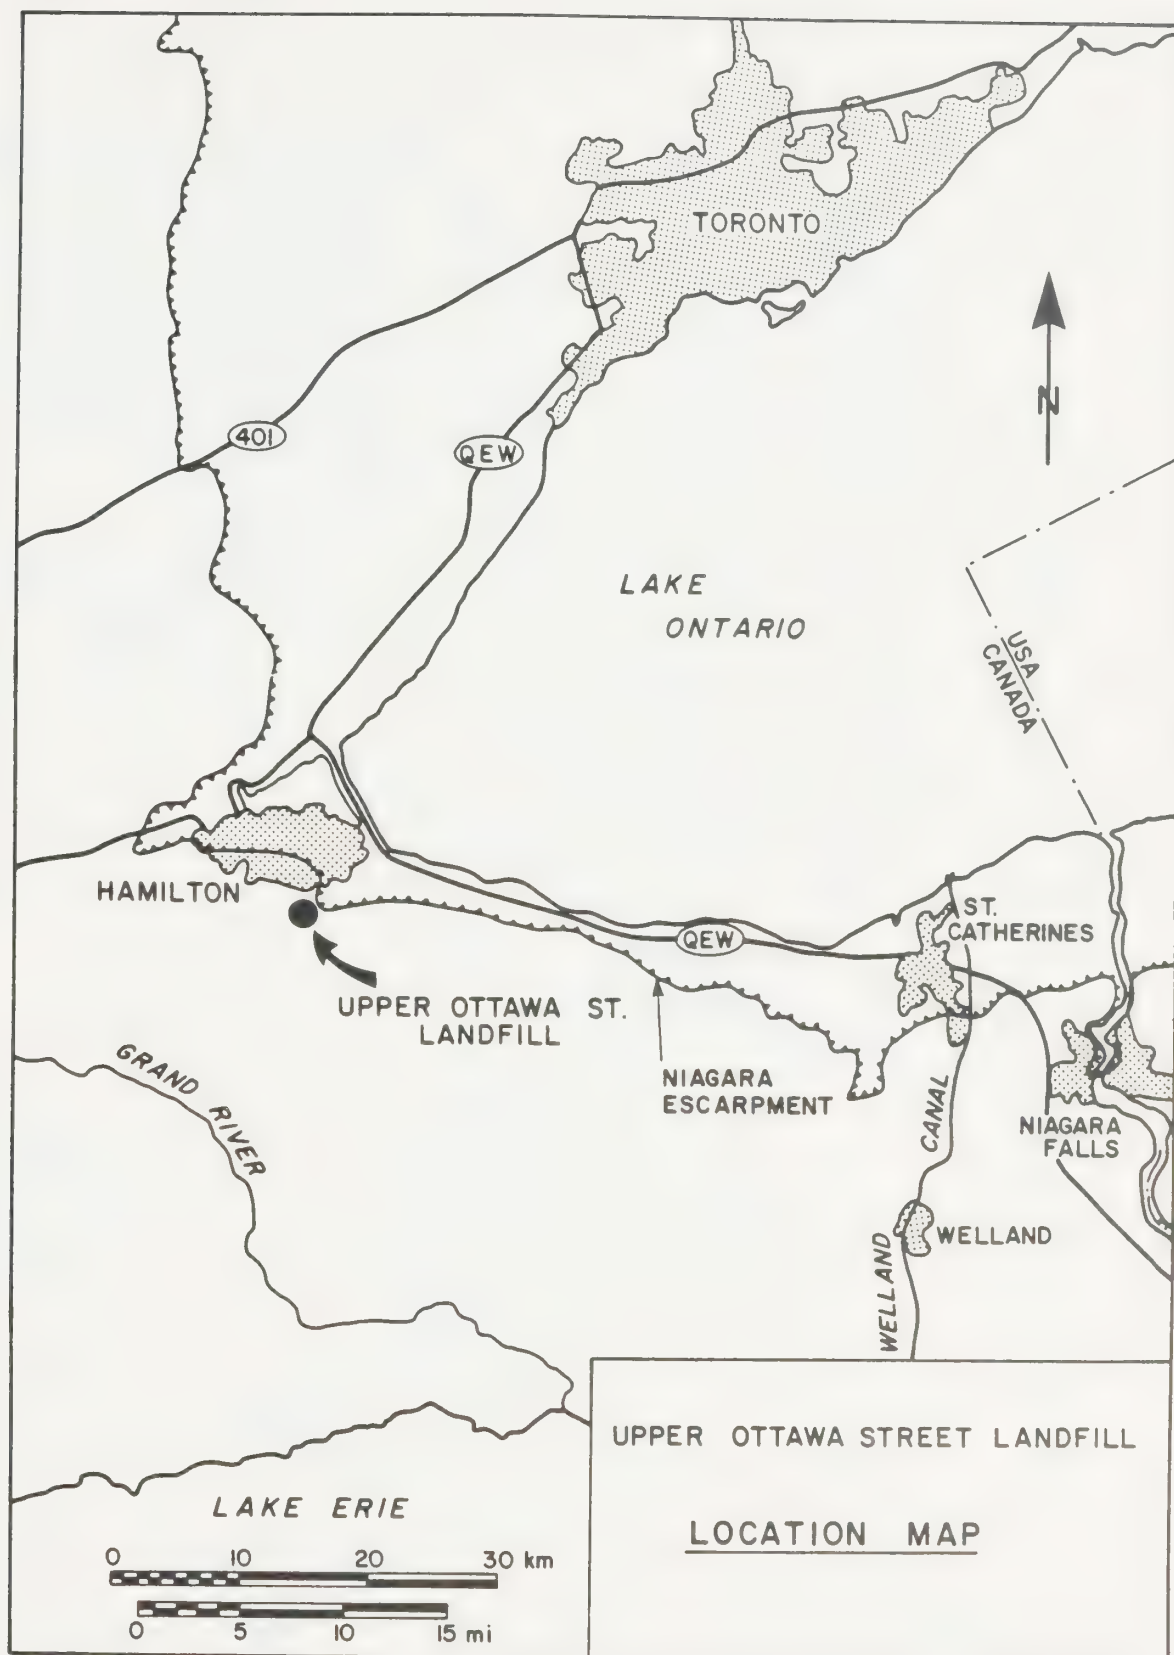 TORONTO
N
401
QEW
LAKE
ONTARIO
USA
CANADA
HAMILTON
ST.
CATHERINES
QEW
UPPER OTTAWA ST.
LANDFILL
GRAND RIVER
NIAGARA
ESCARPMENT
NIAGARA
FALLS
WELLAND CANAL
WELLAND
LAKE ERIE
0 10 20 30 km
0 5 10 15 mi
UPPER OTTAWA STREET LANDFILL
LOCATION MAP